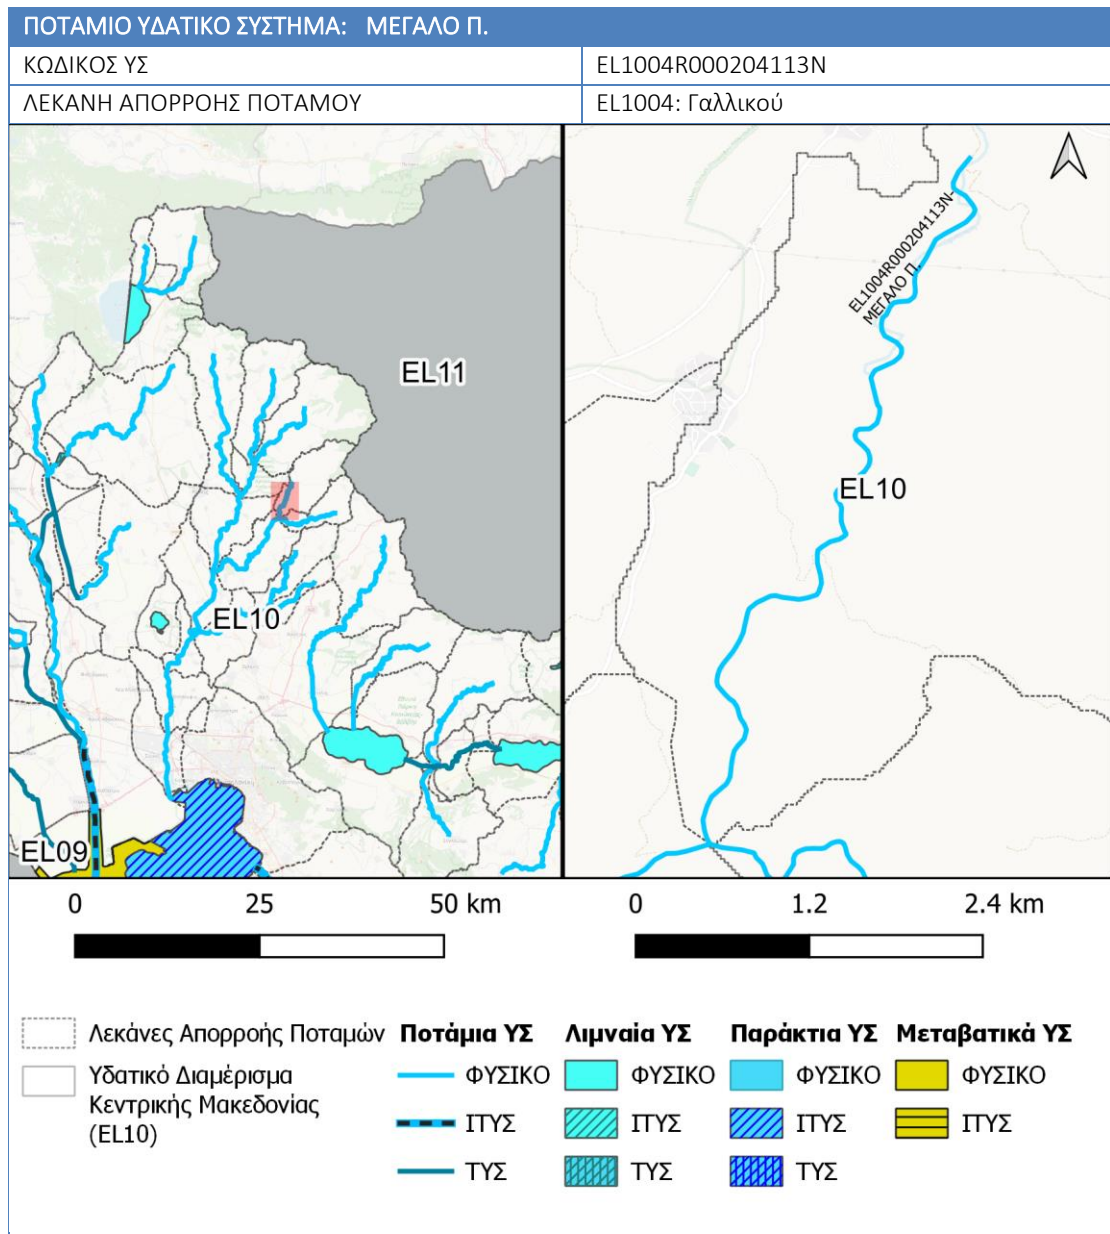 ΠΟΤΑΜΙΟ ΥΔΑΤΙΚΟ ΣΥΣΤΗΜΑ: ΜΕΓΑΛΟ Π.
ΚΩΔΙΚΟΣ ΥΣ EL1004R000204113N
ΛΕΚΑΝΗ ΑΠΟΡΡΟΗΣ ΠΟΤΑΜΟΥ EL1004: Γαλλικού
EL11
EL10
EL09
EL1004R000204113N-
ΜΕΓΑΛΟ Π.
EL10
0 25 50 km
0 1.2 2.4 km
Λεκάνες Απορροής Ποταμών
Υδατικό Διαμέρισμα
Κεντρικής Μακεδονίας
(EL10)
Ποτάμια ΥΣ
ΦΥΣΙΚΟ
ΙΤΥΣ
ΤΥΣ
Λιμναία ΥΣ
ΦΥΣΙΚΟ
ΙΤΥΣ
ΤΥΣ
Παράκτια ΥΣ
ΦΥΣΙΚΟ
ΙΤΥΣ
ΤΥΣ
Μεταβατικά ΥΣ
ΦΥΣΙΚΟ
ΙΤΥΣ